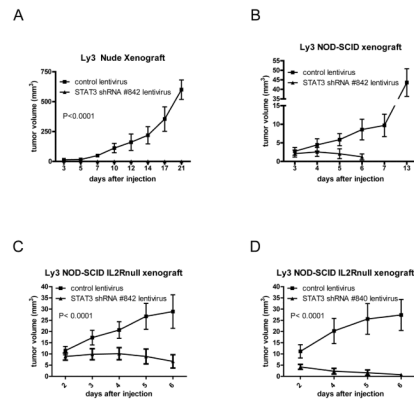 A
Ly3 Nude Xenograft
tumor volume (mm3)
750
500
250
0
control lentivirus
STAT3 shRNA #842 lentivirus
P<0.0001
3 5 7 10 12 14 17 21
days after injection
B
Ly3 NOD-SCID xenograft
tumor volume (mm3)
55
50
45
40
35
30
15
10
5
0
control lentivirus
STAT3 shRNA #842 lentivirus
3 4 5 6 7 13
days after injection
C
Ly3 NOD-SCID IL2Rnull xenograft
tumor volume (mm3)
40
35
30
25
20
15
10
5
0
control lentivirus
STAT3 shRNA #842 lentivirus
P< 0.0001
2 3 4 5 6
days after injection
D
Ly3 NOD-SCID IL2Rnull xenograft
tumor volume (mm3)
40
35
30
25
20
15
10
5
0
control lentivirus
STAT3 shRNA #840 lentivirus
P< 0.0001
2 4 5 6
days after injection